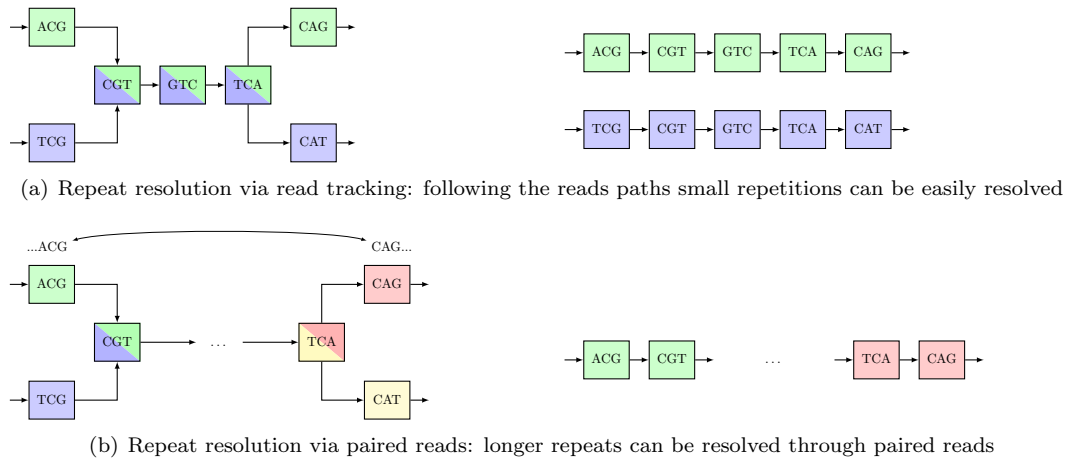 ACG
CAG
CGT
GTC
TCA
TCG
CAT
ACG CGT GTC TCA CAG
TCG CGT GTC TCA CAT
(a) Repeat resolution via read tracking: following the reads paths small repetitions can be easily resolved
...ACG
CAG...
ACG
CAG
CGT
...
TCA
TCG
CAT
ACG CGT ... TCA CAG
(b) Repeat resolution via paired reads: longer repeats can be resolved through paired reads